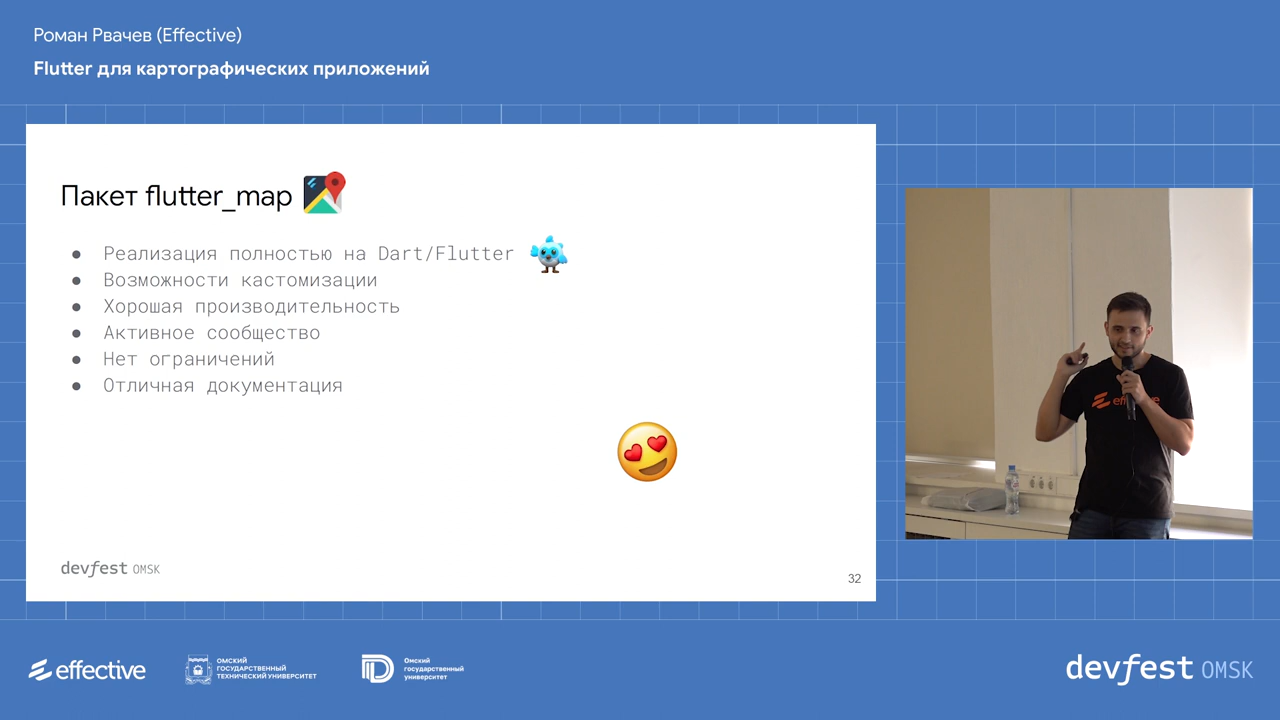 Роман Рвачев (Effective)
Flutter для картографических приложений
Пакет flutter_map
● Реализация полностью на Dart/Flutter
● Возможности кастомизации
● Хорошая производительность
● Активное сообщество
● Нет ограничений
● Отличная документация
devfest OMSK
32
effective
effective
ОМСКИЙ
ГОСУДАРСТВЕННЫЙ
ТЕХНИЧЕСКИЙ УНИВЕРСИТЕТ
Омский
государственный
университет
devfest OMSK